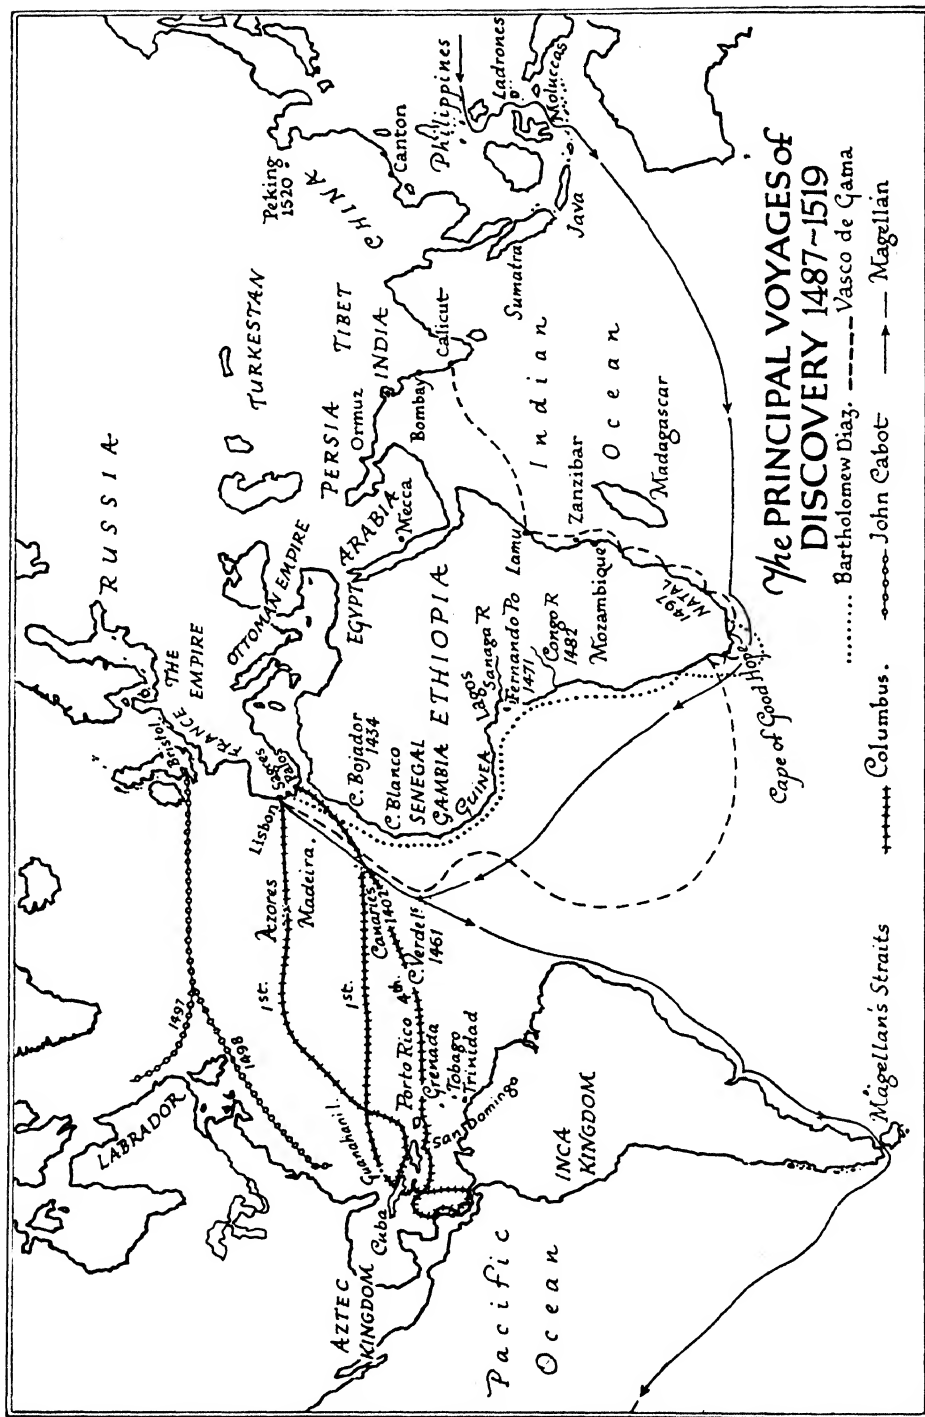 The PRINCIPAL VOYAGES of
DISCOVERY 1487~1519
Bartholomew Diaz.
Vasco de Gama
Columbus.
John Cabot
Magellan
RUSSIA
LABRADOR
1497
1498
Bristol.
THE
EMPIRE
FRANCE
TURKESTAN
Peking
1520
CHINA
OTTOMAN EMPIRE
PERSIA
TIBET
Lisbon
Sagres
Palos
Azores
1st.
Madeira.
EGYPT
ARABIA
Ormuz
INDIA
Canton
AZTEC
KINGDOM
Guanahani I.
1st.
Canaries
1402
C. Bojador
1434
Mecca
Bombay
Calicut
Philippines
Ladrones
Cuba
Porto Rico
4th.
C. Verde Is
1461
C. Blanco
SENEGAL
GAMBIA
ETHIOPIA
Grenada
Tobago
Trinidad
San Domingo
GUINEA
Lagos
Sanaga R
Fernando Po
1471
Lamu
Sumatra
Moluccas
Java
Pacific
Ocean
INCA
KINGDOM
Congo R
1482
Zanzibar
Mozambique
Indian
Ocean
Madagascar
1497
NATAL
Cape of Good Hope
Magellan's Straits